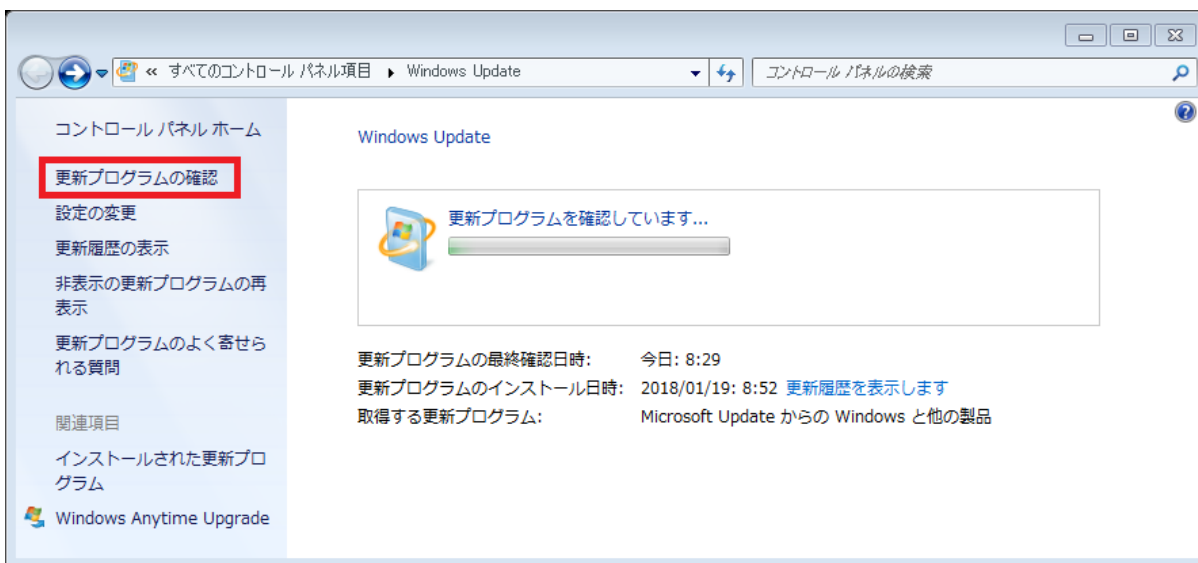 « すべてのコントロール パネル項目 ▸ Windows Update
コントロール パネルの検索
コントロール パネル ホーム
更新プログラムの確認
設定の変更
更新履歴の表示
非表示の更新プログラムの再
表示
更新プログラムのよく寄せら
れる質問
関連項目
インストールされた更新プロ
グラム
Windows Anytime Upgrade
Windows Update
更新プログラムを確認しています...
更新プログラムの最終確認日時: 今日: 8:29
更新プログラムのインストール日時: 2018/01/19: 8:52 更新履歴を表示します
取得する更新プログラム: Microsoft Update からの Windows と他の製品